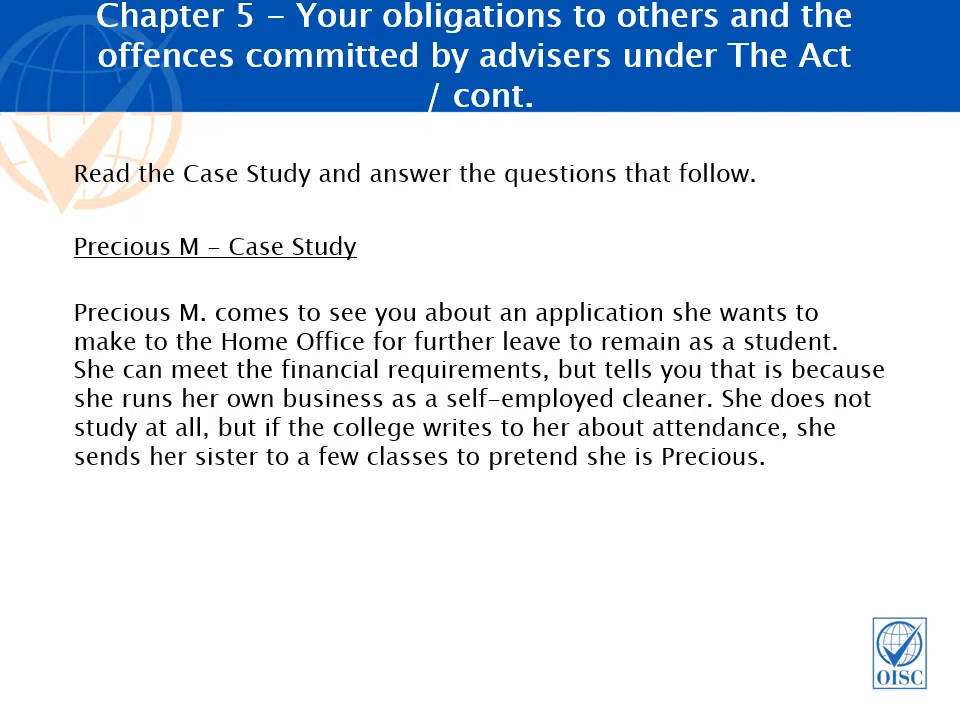 Chapter 5 – Your obligations to others and the
offences committed by advisers under The Act
/ cont.
Read the Case Study and answer the questions that follow.
Precious M – Case Study
Precious M. comes to see you about an application she wants to
make to the Home Office for further leave to remain as a student.
She can meet the financial requirements, but tells you that is because
she runs her own business as a self-employed cleaner. She does not
study at all, but if the college writes to her about attendance, she
sends her sister to a few classes to pretend she is Precious.
OISC